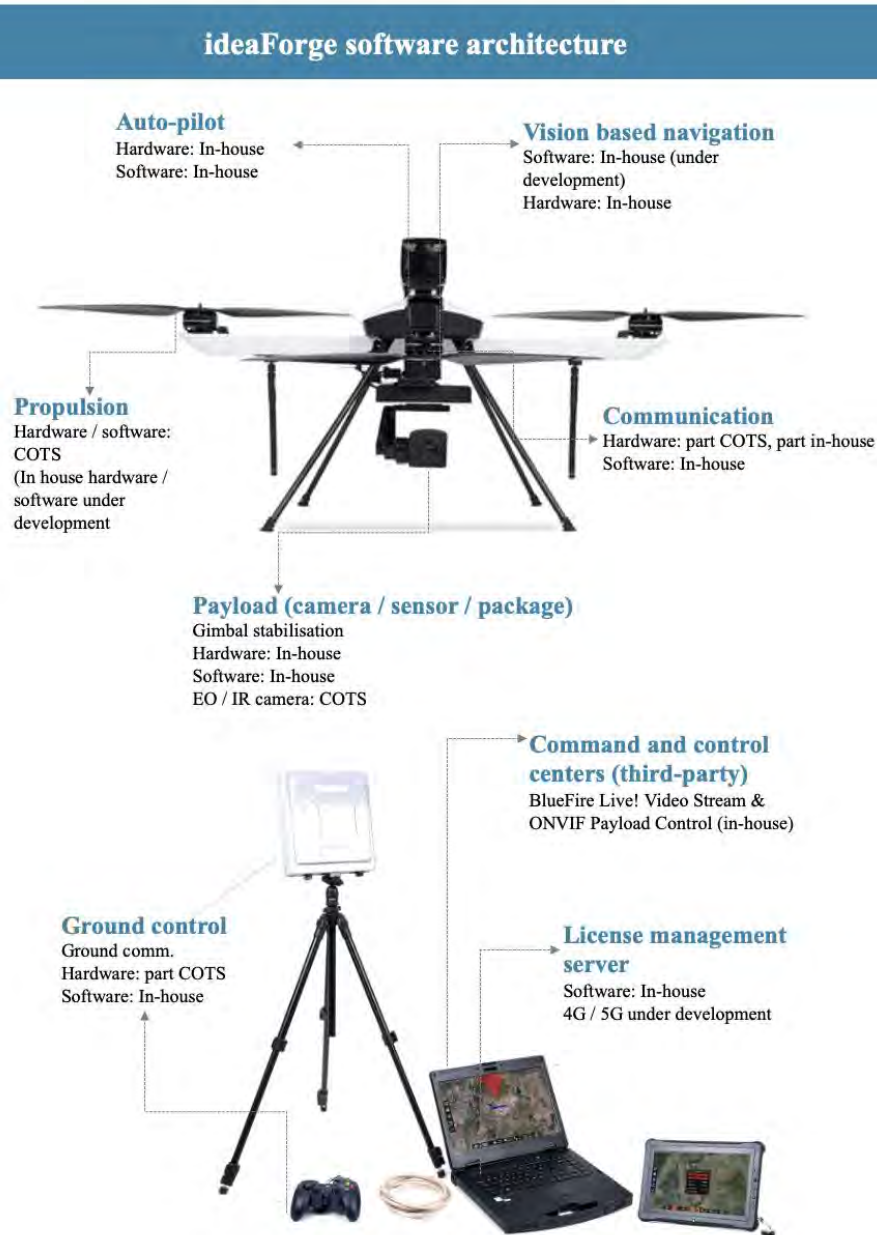 ideaForge software architecture
Auto-pilot
Hardware: In-house
Software: In-house
Vision based navigation
Software: In-house (under
development)
Hardware: In-house
Propulsion
Hardware / software:
COTS
(In house hardware /
software under
development
Communication
Hardware: part COTS, part in-house
Software: In-house
Payload (camera / sensor / package)
Gimbal stabilisation
Hardware: In-house
Software: In-house
EO / IR camera: COTS
Command and control
centers (third-party)
BlueFire Live! Video Stream &
ONVIF Payload Control (in-house)
Ground control
Ground comm.
Hardware: part COTS
Software: In-house
License management
server
Software: In-house
4G / 5G under development